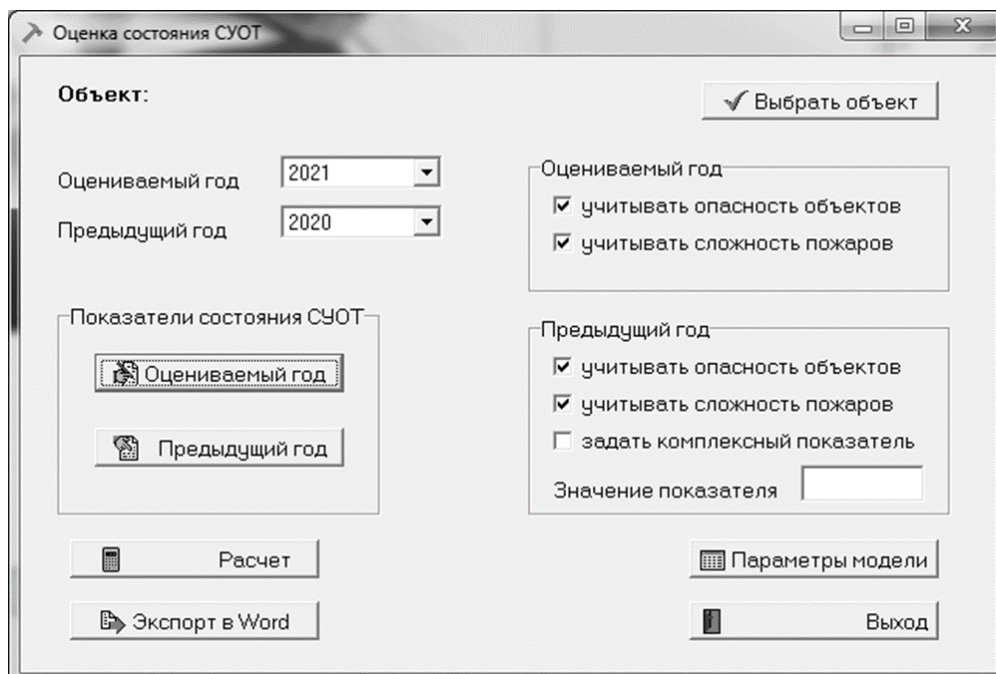 Оценка состояния СУОТ
Объект:
Выбрать объект
Оцениваемый год 2021
Предыдущий год 2020
Оцениваемый год
учитывать опасность объектов
учитывать сложность пожаров
Показатели состояния СУОТ
Оцениваемый год
Предыдущий год
Предыдущий год
учитывать опасность объектов
учитывать сложность пожаров
задать комплексный показатель
Значение показателя
Расчет
Экспорт в Word
Параметры модели
Выход